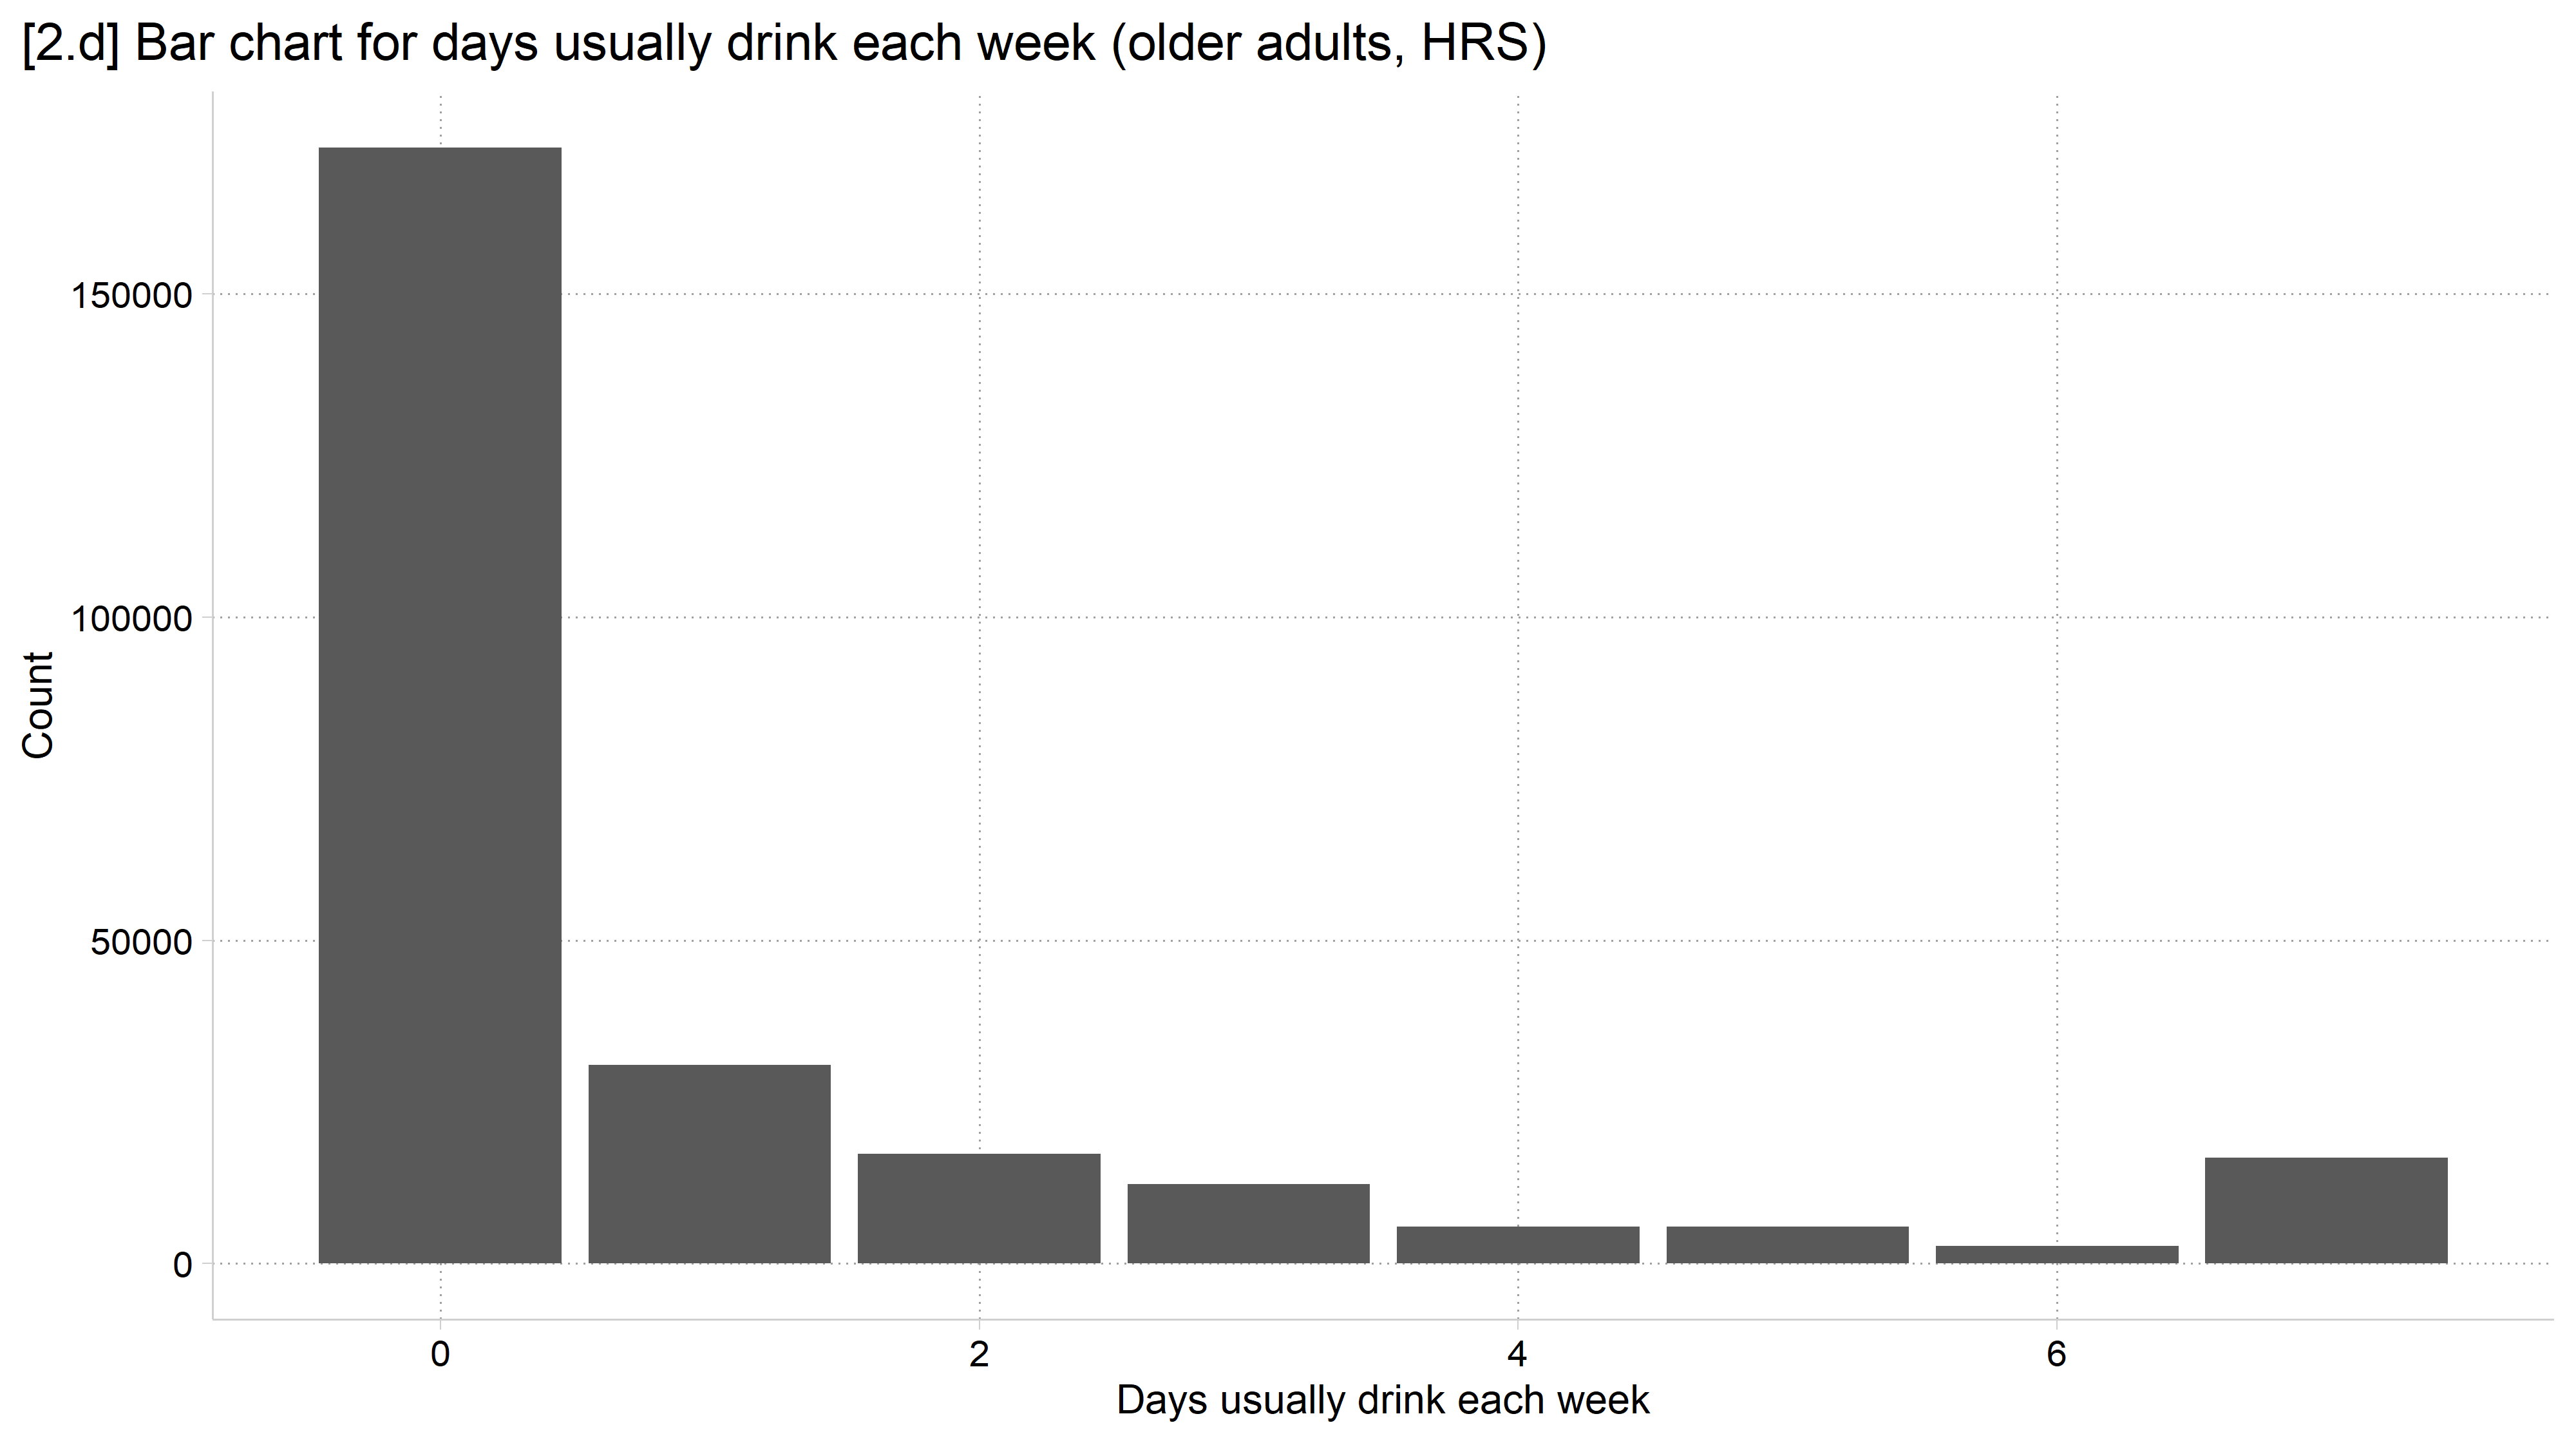 [2.d] Bar chart for days usually drink each week (older adults, HRS)
150000
100000
50000
0
Count
0 2 4 6
Days usually drink each week